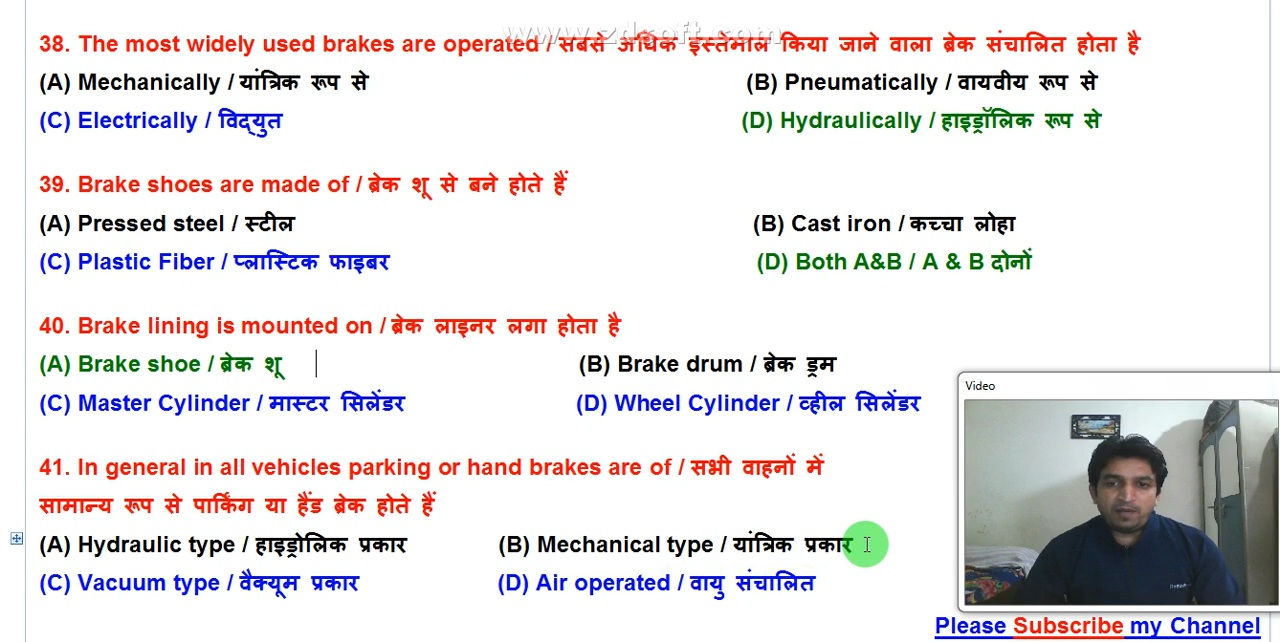 www.zdsoft.com
38. The most widely used brakes are operated / सबसे अधिक इस्तेमाल किया जाने वाला ब्रेक संचालित होता है
(A) Mechanically / यांत्रिक रूप से (B) Pneumatically / वायवीय रूप से
(C) Electrically / विद्युत (D) Hydraulically / हाइड्रॉलिक रूप से
39. Brake shoes are made of / ब्रेक शू से बने होते हैं
(A) Pressed steel / स्टील (B) Cast iron / कच्चा लोहा
(C) Plastic Fiber / प्लास्टिक फाइबर (D) Both A&B / A & B दोनों
40. Brake lining is mounted on / ब्रेक लाइनर लगा होता है
(A) Brake shoe / ब्रेक शू (B) Brake drum / ब्रेक ड्रम
(C) Master Cylinder / मास्टर सिलेंडर (D) Wheel Cylinder / व्हील सिलेंडर
41. In general in all vehicles parking or hand brakes are of / सभी वाहनों में
सामान्य रूप से पार्किंग या हैंड ब्रेक होते हैं
(A) Hydraulic type / हाइड्रोलिक प्रकार (B) Mechanical type / यांत्रिक प्रकार
(C) Vacuum type / वैक्यूम प्रकार (D) Air operated / वायु संचालित
Video
Please Subscribe my Channel